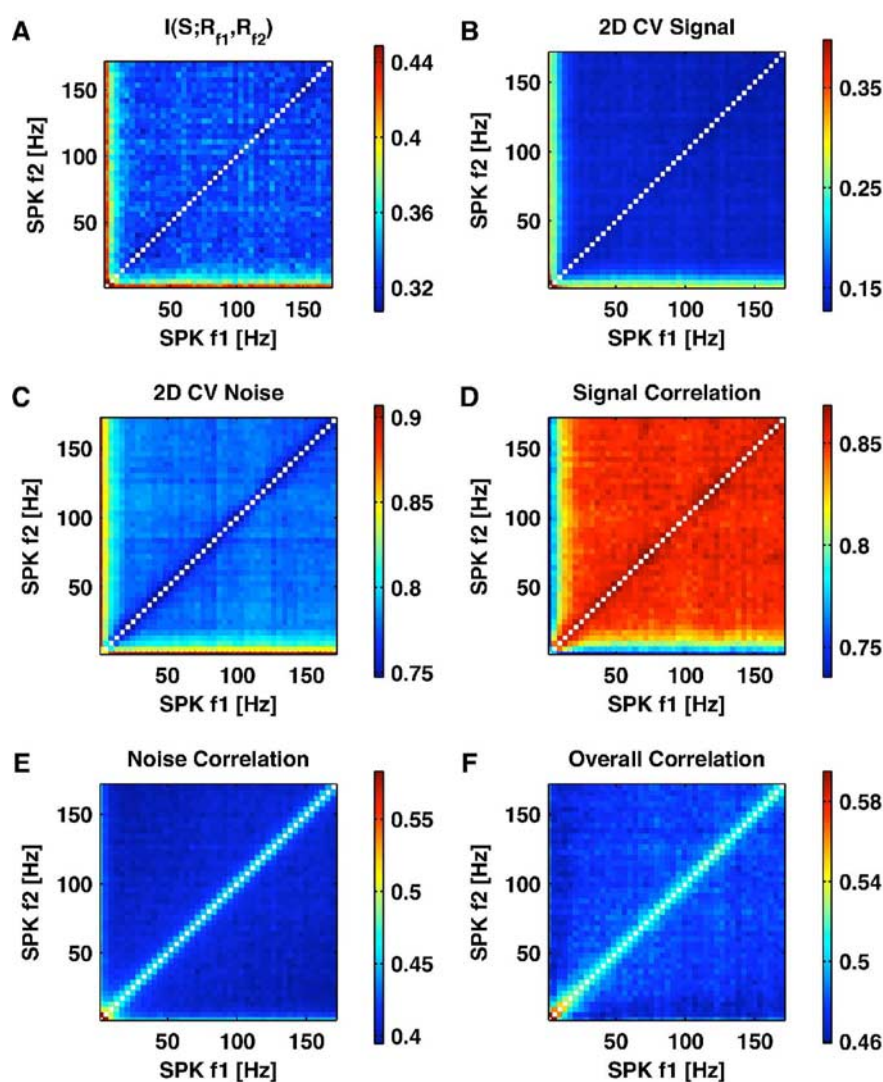 A
I(S;Rf1,Rf2)
SPK f2 [Hz]
150
100
50
50 100 150
SPK f1 [Hz]
0.44
0.4
0.36
0.32
B
2D CV Signal
SPK f2 [Hz]
150
100
50
50 100 150
SPK f1 [Hz]
0.35
0.25
0.15
C
2D CV Noise
SPK f2 [Hz]
150
100
50
50 100 150
SPK f1 [Hz]
0.9
0.85
0.8
0.75
D
Signal Correlation
SPK f2 [Hz]
150
100
50
50 100 150
SPK f1 [Hz]
0.85
0.8
0.75
E
Noise Correlation
SPK f2 [Hz]
150
100
50
50 100 150
SPK f1 [Hz]
0.55
0.5
0.45
0.4
F
Overall Correlation
SPK f2 [Hz]
150
100
50
50 100 150
SPK f1 [Hz]
0.58
0.54
0.5
0.46